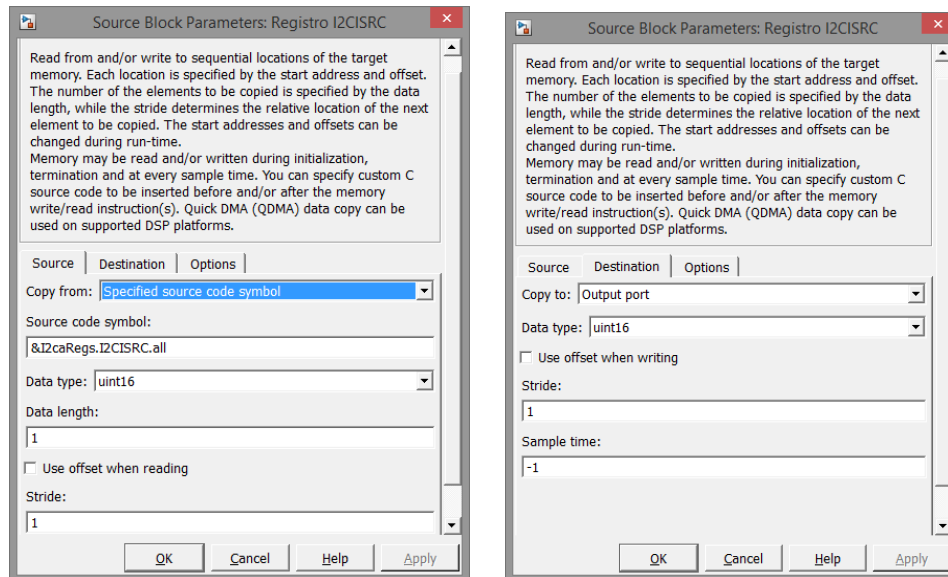 Source Block Parameters: Registro I2CISRC
Read from and/or write to sequential locations of the target
memory. Each location is specified by the start address and offset.
The number of the elements to be copied is specified by the data
length, while the stride determines the relative location of the next
element to be copied. The start addresses and offsets can be
changed during run-time.
Memory may be read and/or written during initialization,
termination and at every sample time. You can specify custom C
source code to be inserted before and/or after the memory
write/read instruction(s). Quick DMA (QDMA) data copy can be
used on supported DSP platforms.
Source Destination Options
Copy from: Specified source code symbol
Source code symbol:
&I2caRegs.I2CISRC.all
Data type: uint16
Data length:
1
Use offset when reading
Stride:
1
OK Cancel Help Apply
Source Block Parameters: Registro I2CISRC
Read from and/or write to sequential locations of the target
memory. Each location is specified by the start address and offset.
The number of the elements to be copied is specified by the data
length, while the stride determines the relative location of the next
element to be copied. The start addresses and offsets can be
changed during run-time.
Memory may be read and/or written during initialization,
termination and at every sample time. You can specify custom C
source code to be inserted before and/or after the memory
write/read instruction(s). Quick DMA (QDMA) data copy can be
used on supported DSP platforms.
Source Destination Options
Copy to: Output port
Data type: uint16
Use offset when writing
Stride:
1
Sample time:
-1
OK Cancel Help Apply